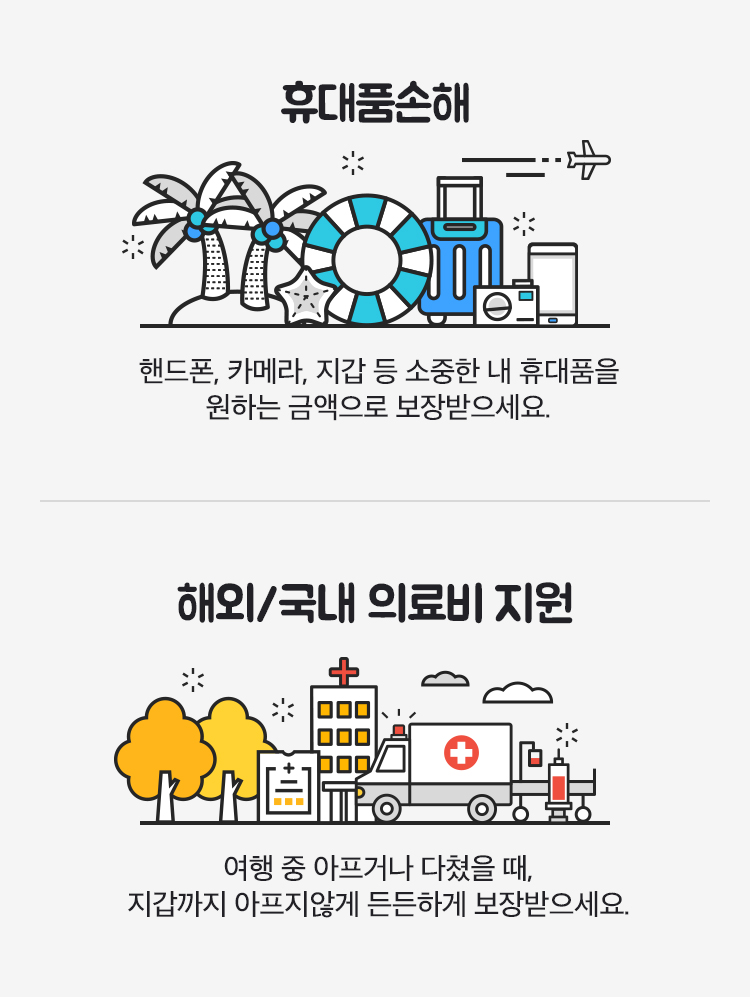 휴대품손해
핸드폰, 카메라, 지갑 등 소중한 내 휴대품을
원하는 금액으로 보장받으세요.
해외/국내 의료비 지원
여행 중 아프거나 다쳤을 때,
지갑까지 아프지않게 든든하게 보장받으세요.